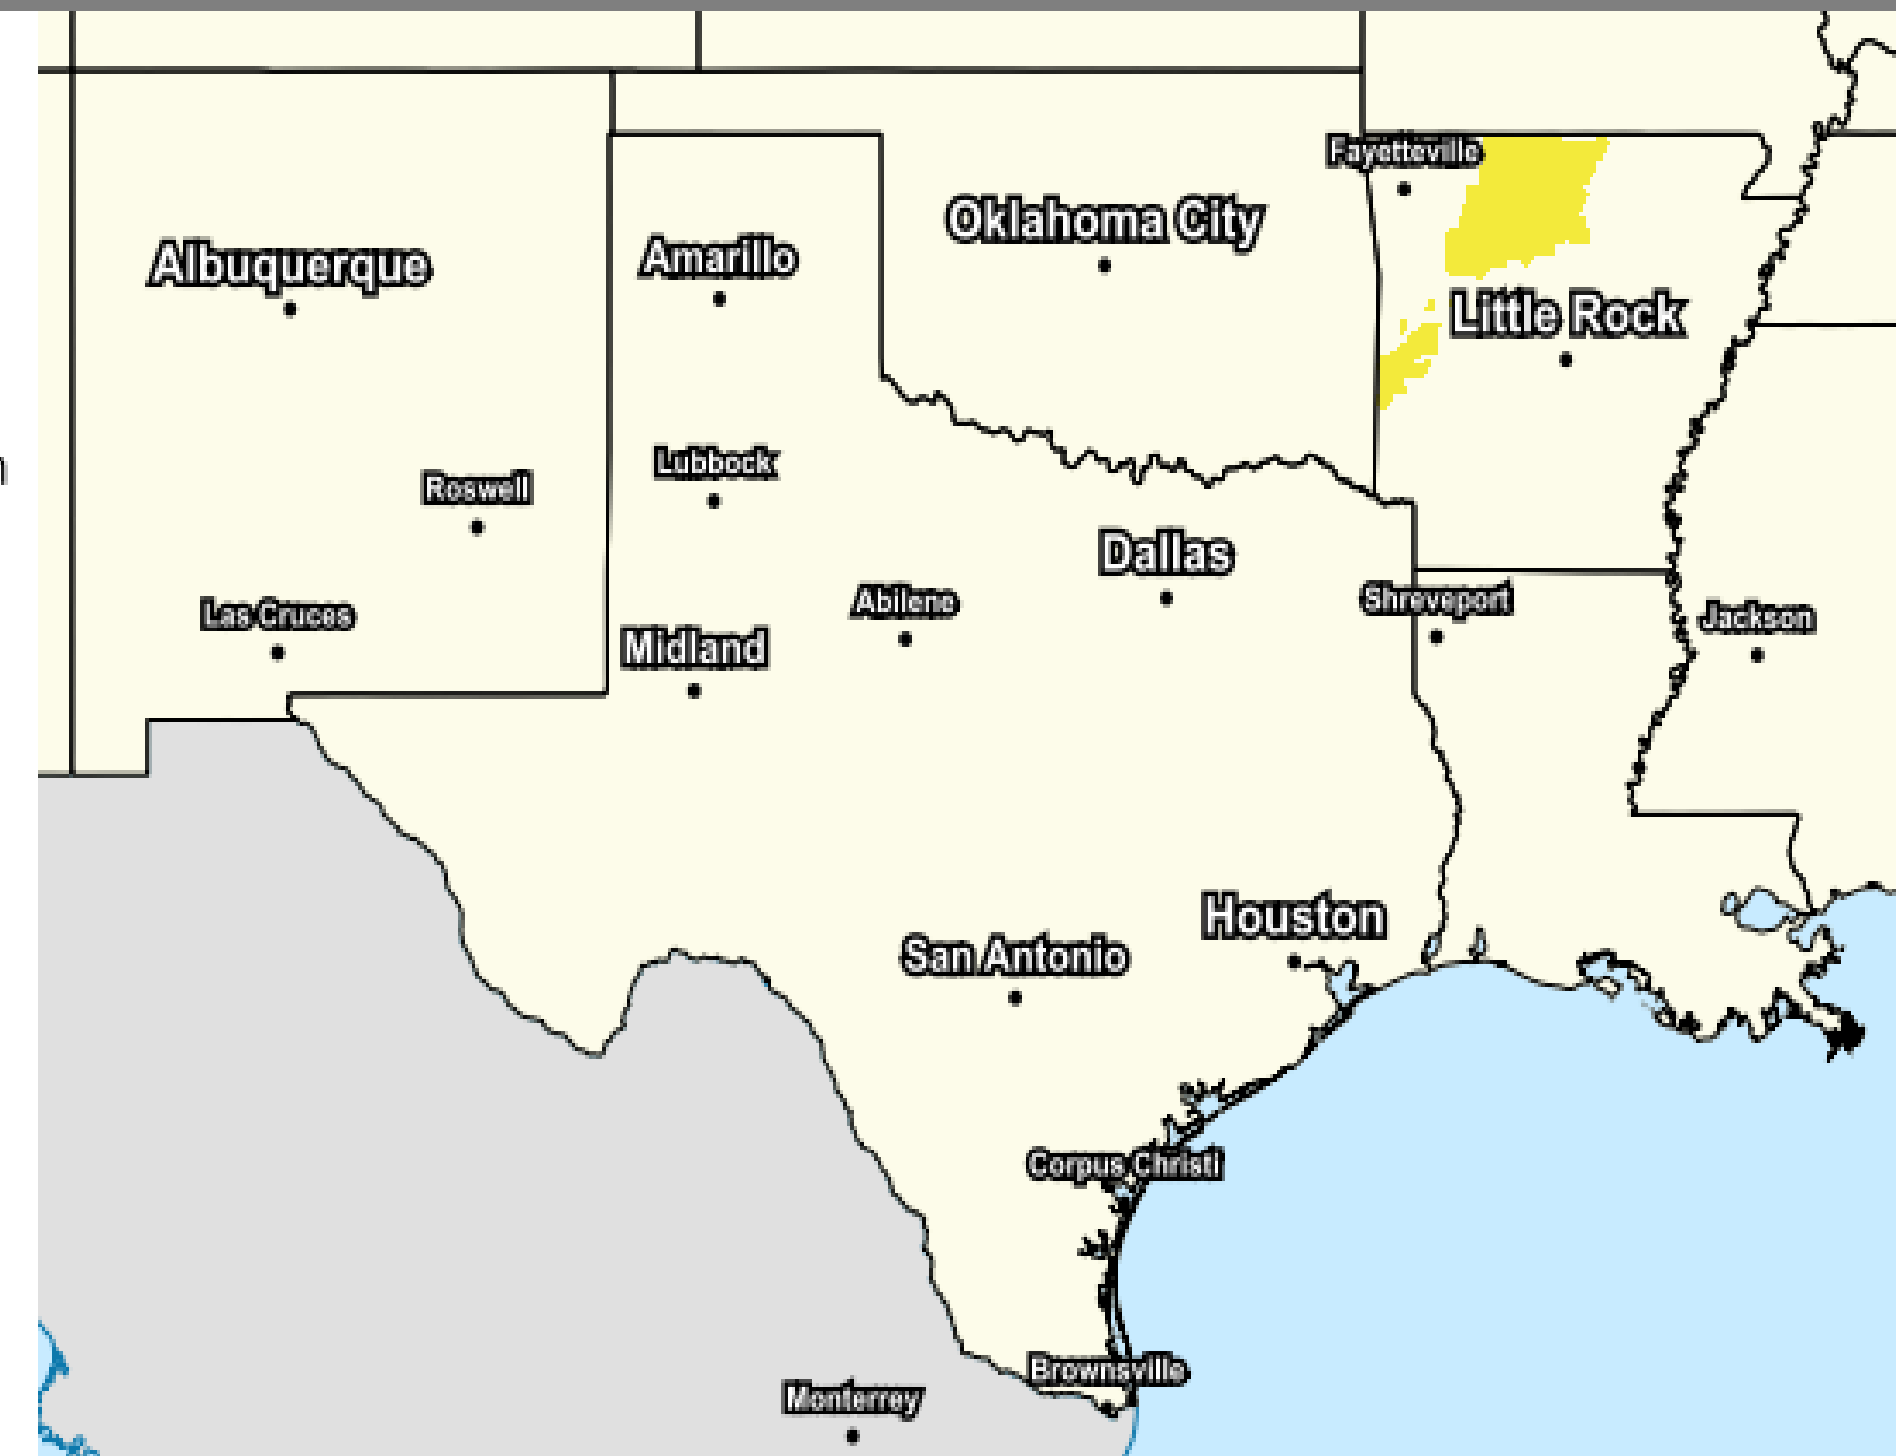 Fayetteville
Oklahoma City
Albuquerque
Amarillo
Little Rock
Lubbock
Roswell
Dallas
Abilene
Shreveport
Las Cruces
Jackson
Midland
Houston
San Antonio
Corpus Christi
Brownsville
Monterrey